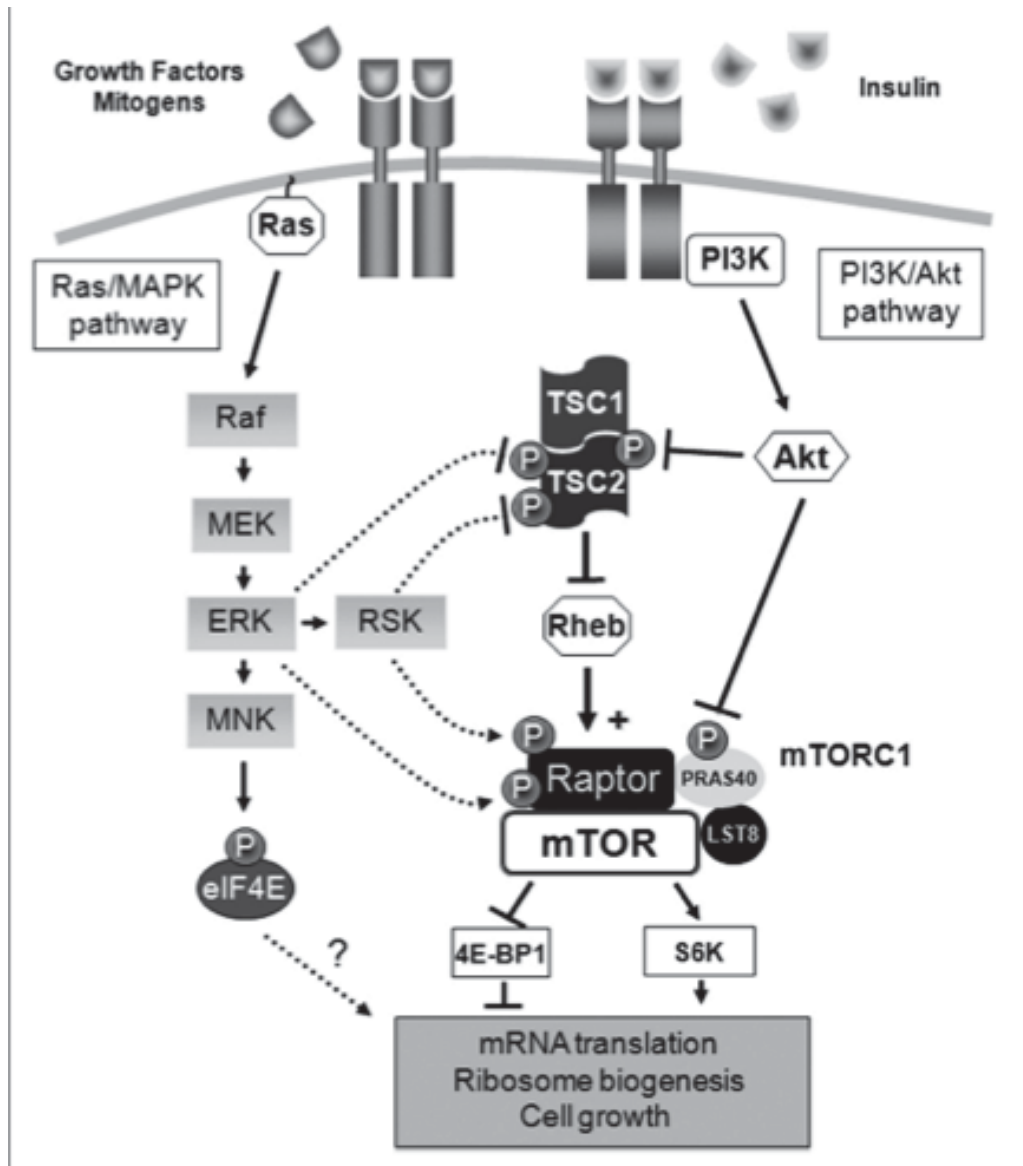 Growth Factors
Mitogens
Insulin
Ras
PI3K
Ras/MAPK
pathway
PI3K/Akt
pathway
TSC1
Raf
P
P
Akt
TSC2
P
MEK
ERK
RSK
Rheb
MNK
+
P
P
mTORC1
Raptor
PRAS40
P
LST8
mTOR
P
eIF4E
?
4E-BP1
S6K
mRNA translation
Ribosome biogenesis
Cell growth